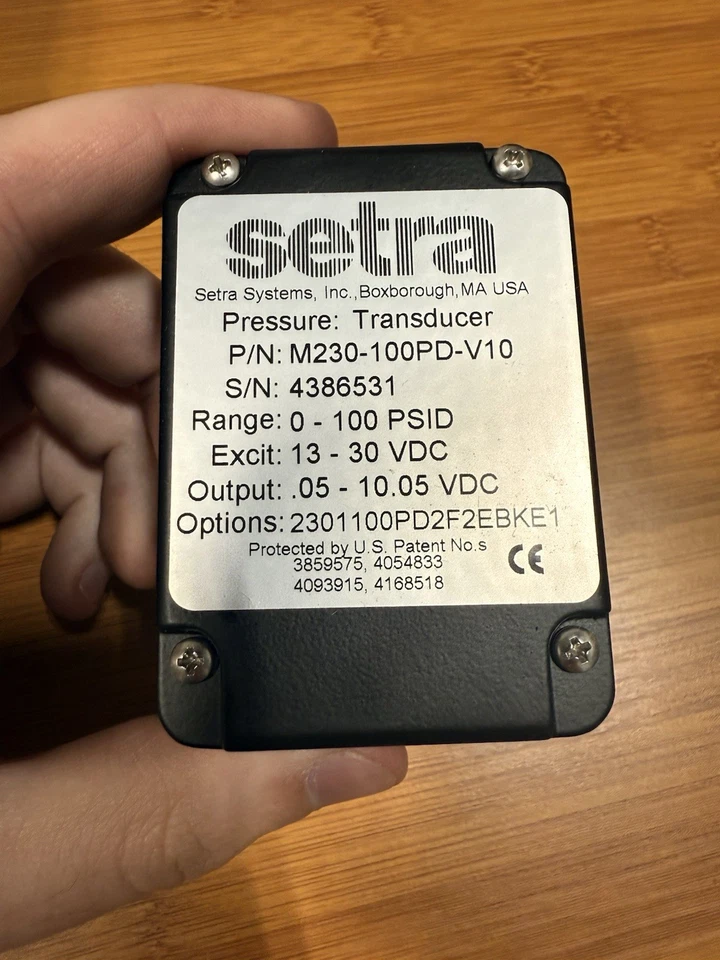 setra
Setra Systems, Inc.,Boxborough,MA USA
Pressure: Transducer
P/N: M230-100PD-V10
S/N: 4386531
Range: 0 - 100 PSID
Excit: 13 - 30 VDC
Output: .05 - 10.05 VDC
Options: 2301100PD2F2EBKE1
Protected by U.S. Patent No.s
3859575, 4054833
4093915, 4168518
CE